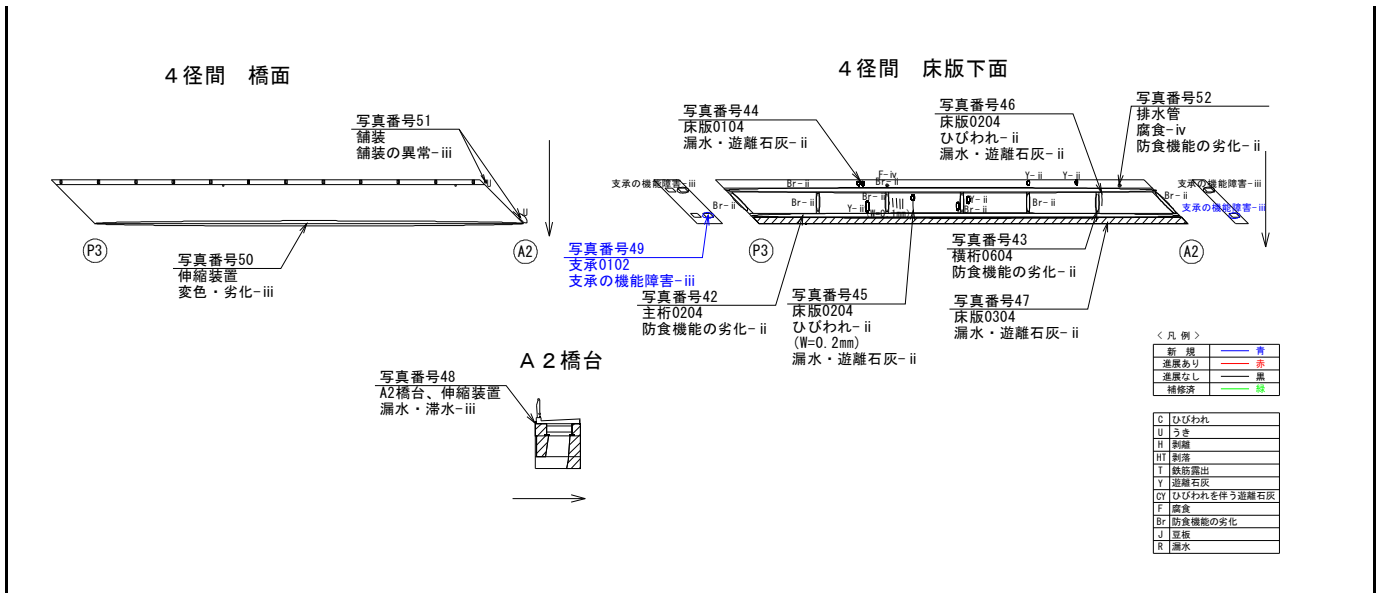 4径間 橋面
写真番号51
舗装
舗装の異常-ⅲ
U
U
P3
A2
写真番号50
伸縮装置
変色・劣化-ⅲ
4径間 床版下面
写真番号44
床版0104
漏水・遊離石灰-ⅱ
写真番号46
床版0204
ひびわれ-ⅱ
漏水・遊離石灰-ⅱ
写真番号52
排水管
腐食-ⅳ
防食機能の劣化-ⅱ
支承の機能障害-ⅲ
Br-ⅱ
Br-ⅱ
F-ⅳ
Br-ⅱ
Y-ⅱ
Y-ⅱ
支承の機能障害-ⅲ
Br-ⅱ
Br-ⅱ
Y-ⅱ
Br-ⅱ
Y-ⅱ
Br-ⅱ
Br-ⅱ
Br-ⅱ
支承の機能障害-ⅲ
P3
A2
写真番号49
支承0102
支承の機能障害-ⅲ
写真番号42
主桁0204
防食機能の劣化-ⅱ
写真番号45
床版0204
ひびわれ-ⅱ
(W=0.2mm)
漏水・遊離石灰-ⅱ
写真番号43
横桁0604
防食機能の劣化-ⅱ
写真番号47
床版0304
漏水・遊離石灰-ⅱ
A2橋台
写真番号48
A2橋台、伸縮装置
漏水・滞水-ⅲ
〈凡例〉
新規 青
進展あり 赤
進展なし 黒
補修済 緑
C ひびわれ
U うき
H 剥離
HT 剥落
T 鉄筋露出
Y 遊離石灰
CY ひびわれを伴う遊離石灰
F 腐食
Br 防食機能の劣化
J 豆板
R 漏水